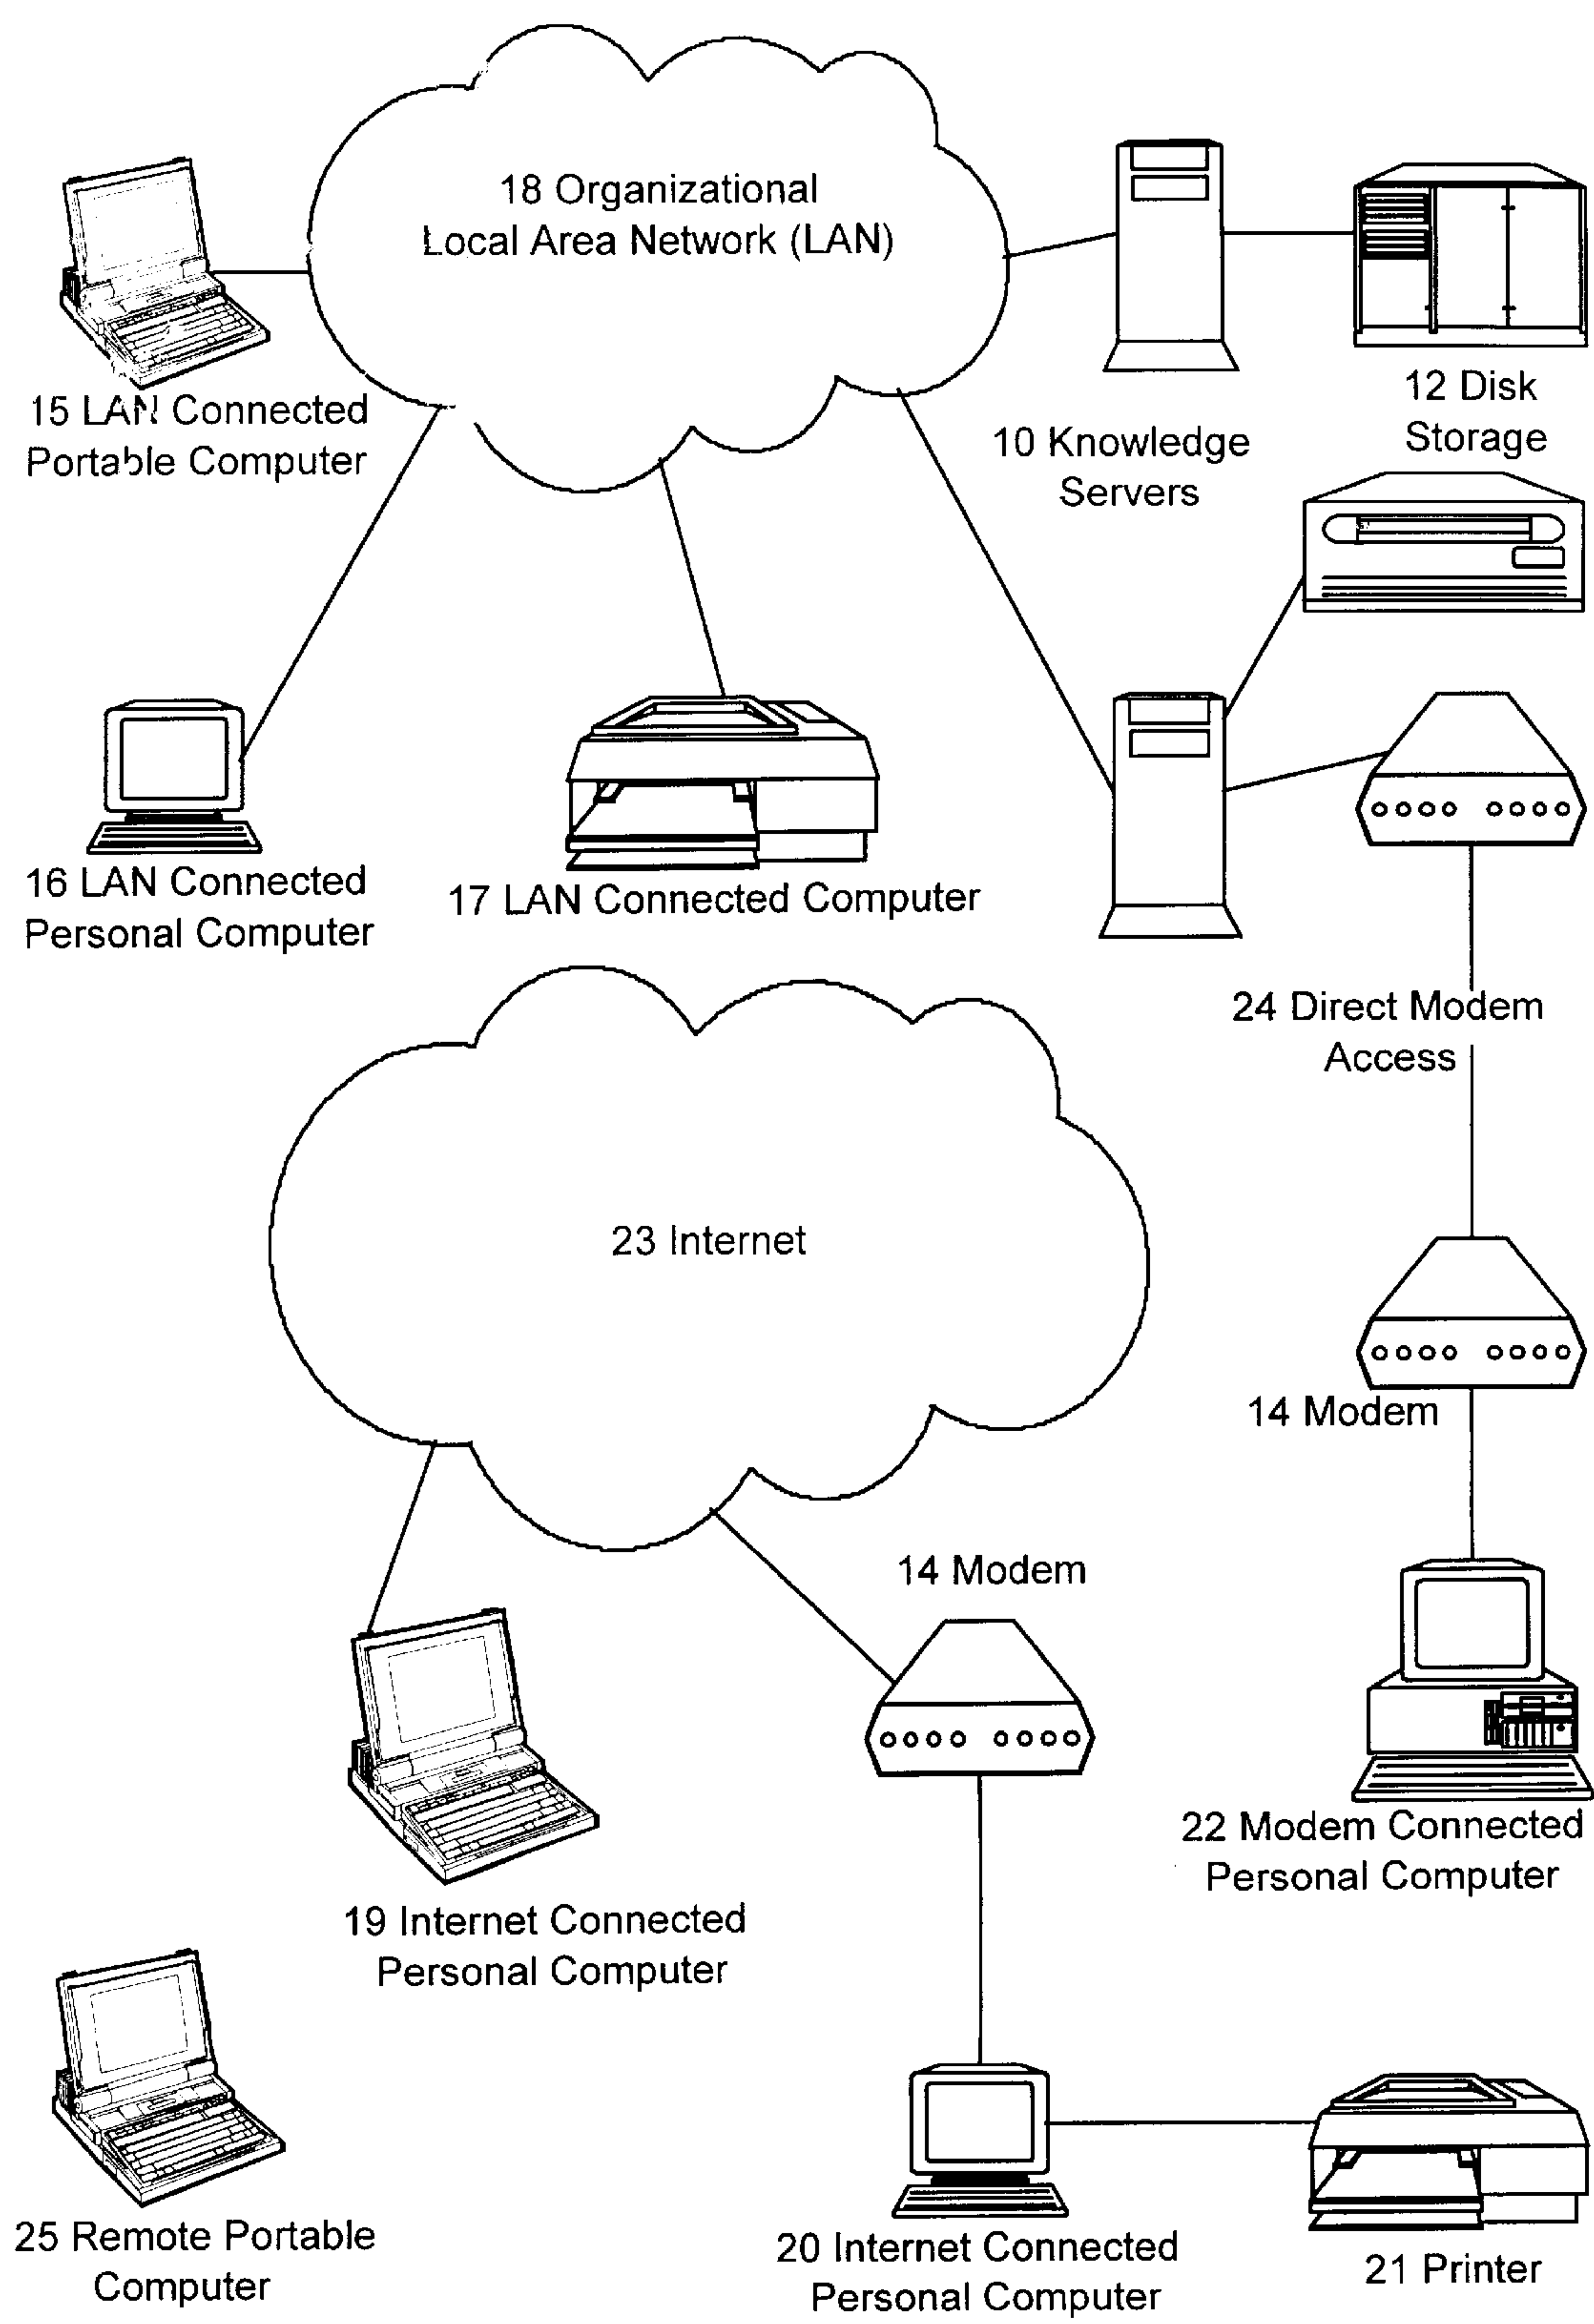 18 Organizational
Local Area Network (LAN)
15 LAN Connected
Portable Computer
12 Disk
Storage
10 Knowledge
Servers
16 LAN Connected
Personal Computer
17 LAN Connected Computer
24 Direct Modem
Access
23 Internet
14 Modem
14 Modem
22 Modem Connected
Personal Computer
19 Internet Connected
Personal Computer
25 Remote Portable
Computer
20 Internet Connected
Personal Computer
21 Printer